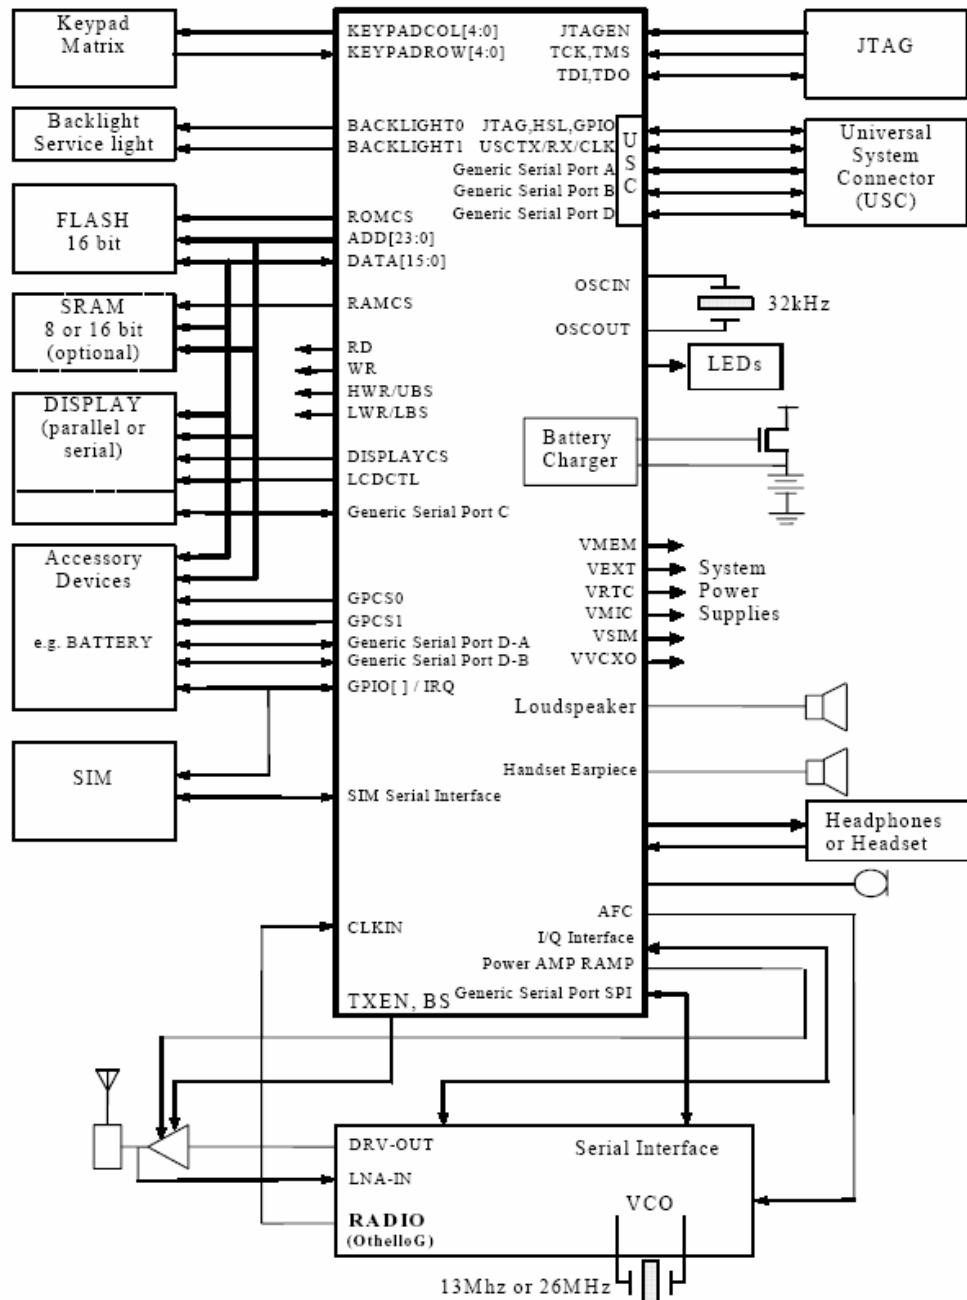 Keypad
Matrix
Backlight
Service light
FLASH
16 bit
SRAM
8 or 16 bit
(optional)
DISPLAY
(parallel or
serial)
Accessory
Devices
e.g. BATTERY
SIM
KEYPADCOL[4:0]
KEYPADROW[4:0]
BACKLIGHT0
BACKLIGHT1
ROMCS
ADD[23:0]
DATA[15:0]
RAMCS
RD
WR
HWR/UBS
LWR/LBS
DISPLAYCS
LCDCTL
Generic Serial Port C
GPCS0
GPCS1
Generic Serial Port D-A
Generic Serial Port D-B
GPIO[ ] / IRQ
SIM Serial Interface
CLKIN
TXEN, BS
JTAGEN
TCK,TMS
TDI,TDO
JTAG,HSL,GPIO
USCTX/RX/CLK
Generic Serial Port A
Generic Serial Port B
Generic Serial Port D
U
S
C
OSCIN
OSCOUT
Battery
Charger
VMEM
VEXT
VRTC
VMIC
VSIM
VVCXO
Loudspeaker
Handset Earpiece
AFC
I/Q Interface
Power AMP RAMP
Generic Serial Port SPI
JTAG
Universal
System
Connector
(USC)
32kHz
LEDs
System
Power
Supplies
Headphones
or Headset
DRV-OUT
LNA-IN
RADIO
(OthelloG)
Serial Interface
VCO
13Mhz or 26MHz